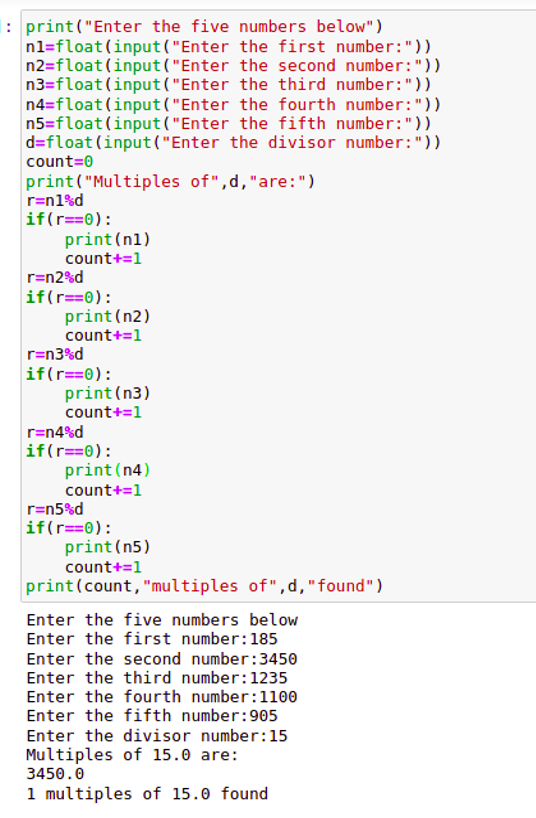 ]:
print("Enter the five numbers below")
n1=float(input("Enter the first number:"))
n2=float(input("Enter the second number:"))
n3=float(input("Enter the third number:"))
n4=float(input("Enter the fourth number:"))
n5=float(input("Enter the fifth number:"))
d=float(input("Enter the divisor number:"))
count=0
print("Multiples of",d,"are:")
r=n1%d
if(r==0):
    print(n1)
    count+=1
r=n2%d
if(r==0):
    print(n2)
    count+=1
r=n3%d
if(r==0):
    print(n3)
    count+=1
r=n4%d
if(r==0):
    print(n4)
    count+=1
r=n5%d
if(r==0):
    print(n5)
    count+=1
print(count,"multiples of",d,"found")
Enter the five numbers below
Enter the first number:185
Enter the second number:3450
Enter the third number:1235
Enter the fourth number:1100
Enter the fifth number:905
Enter the divisor number:15
Multiples of 15.0 are:
3450.0
1 multiples of 15.0 found